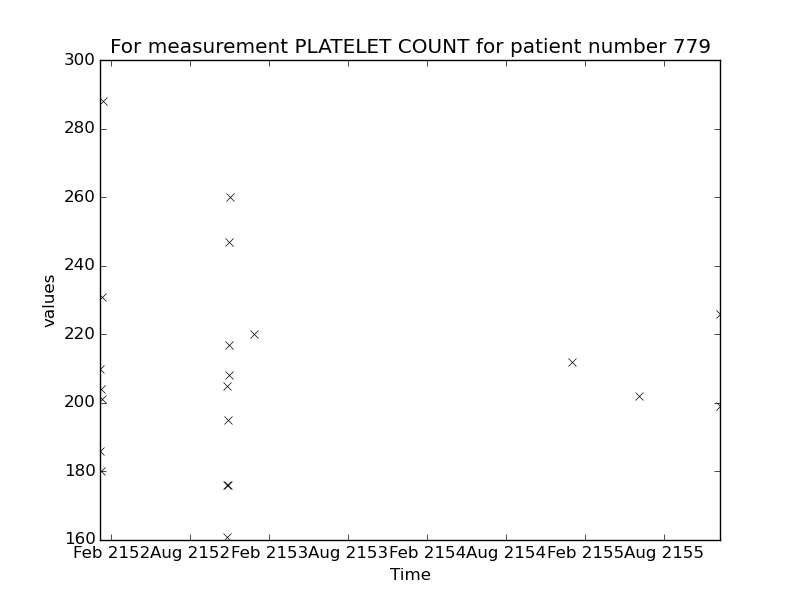 For measurement PLATELET COUNT for patient number 779
300
280
260
240
220
200
180
160
values
Feb 2152 Aug 2152 Feb 2153 Aug 2153 Feb 2154 Aug 2154 Feb 2155 Aug 2155
Time